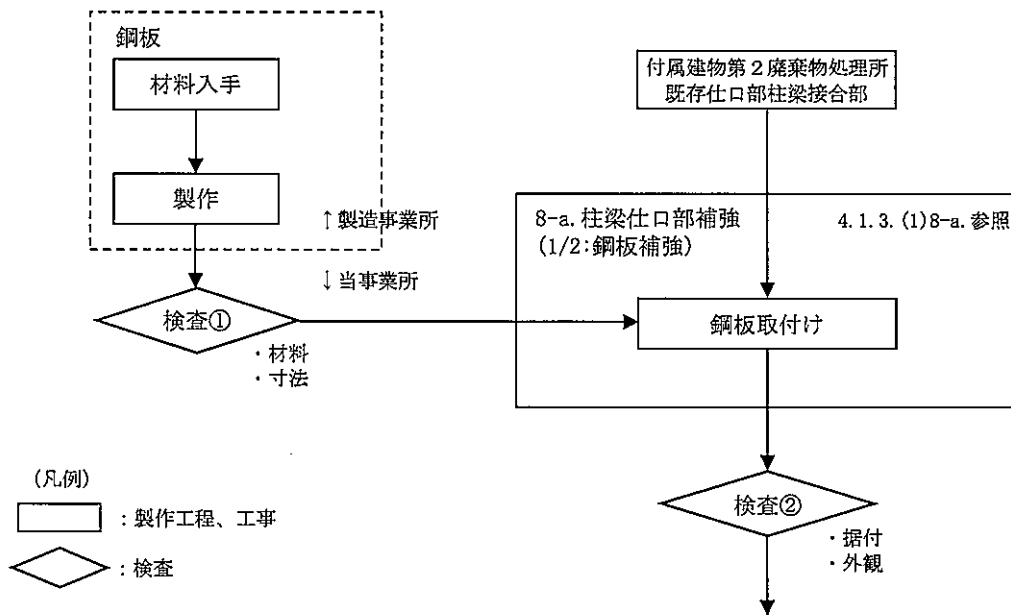 鋼板
材料入手
製作
↑製造事業所
↓当事業所
検査①
・材料
・寸法
付属建物第2廃棄物処理所
既存仕口部柱梁接合部
8-a.柱梁仕口部補強
(1/2:鋼板補強)
4.1.3.(1)8-a.参照
鋼板取付け
検査②
・据付
・外観
(凡例)
:製作工程、工事
:検査